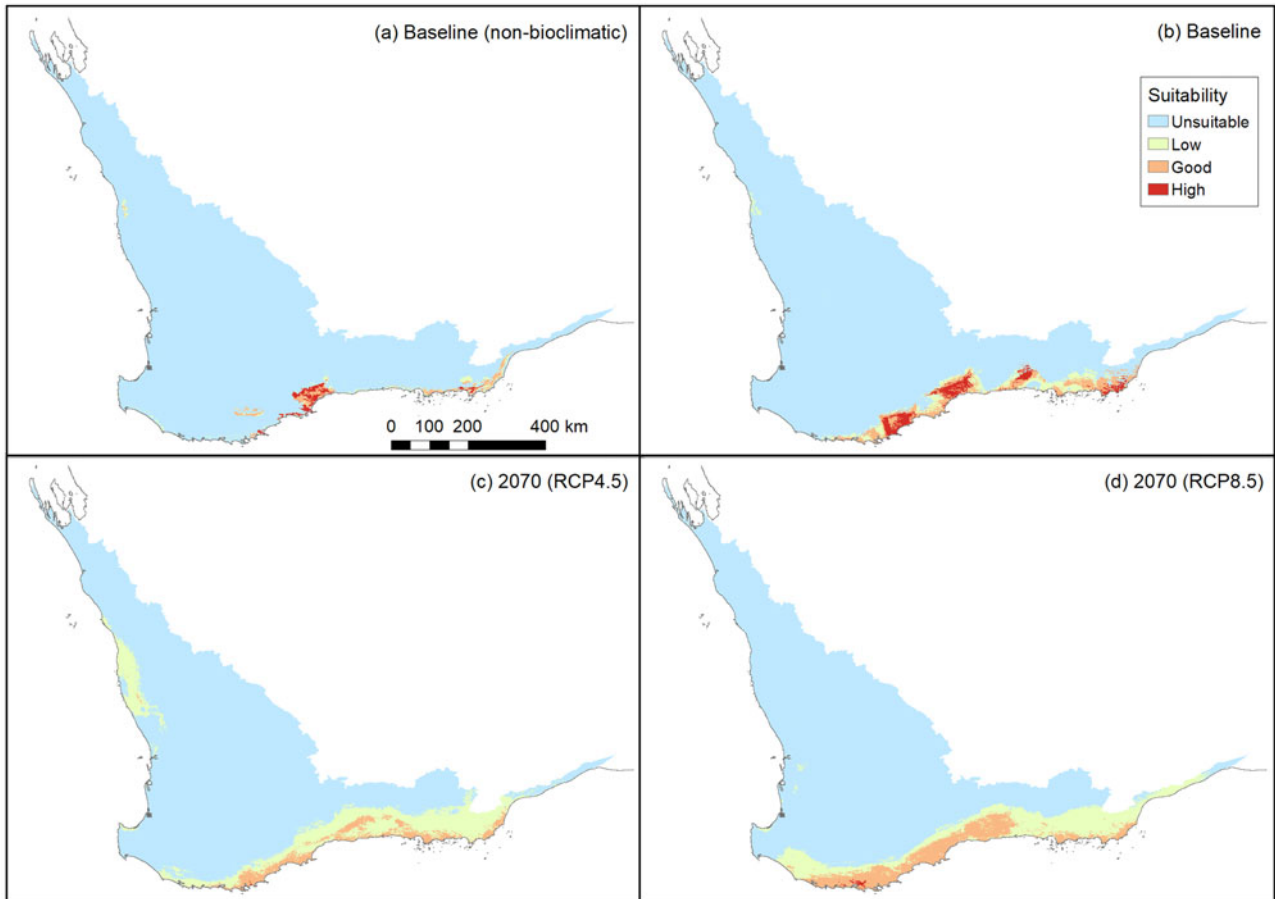 (a) Baseline (non-bioclimatic)
(b) Baseline
Suitability
Unsuitable
Low
Good
High
0 100 200 400 km
(c) 2070 (RCP4.5)
(d) 2070 (RCP8.5)